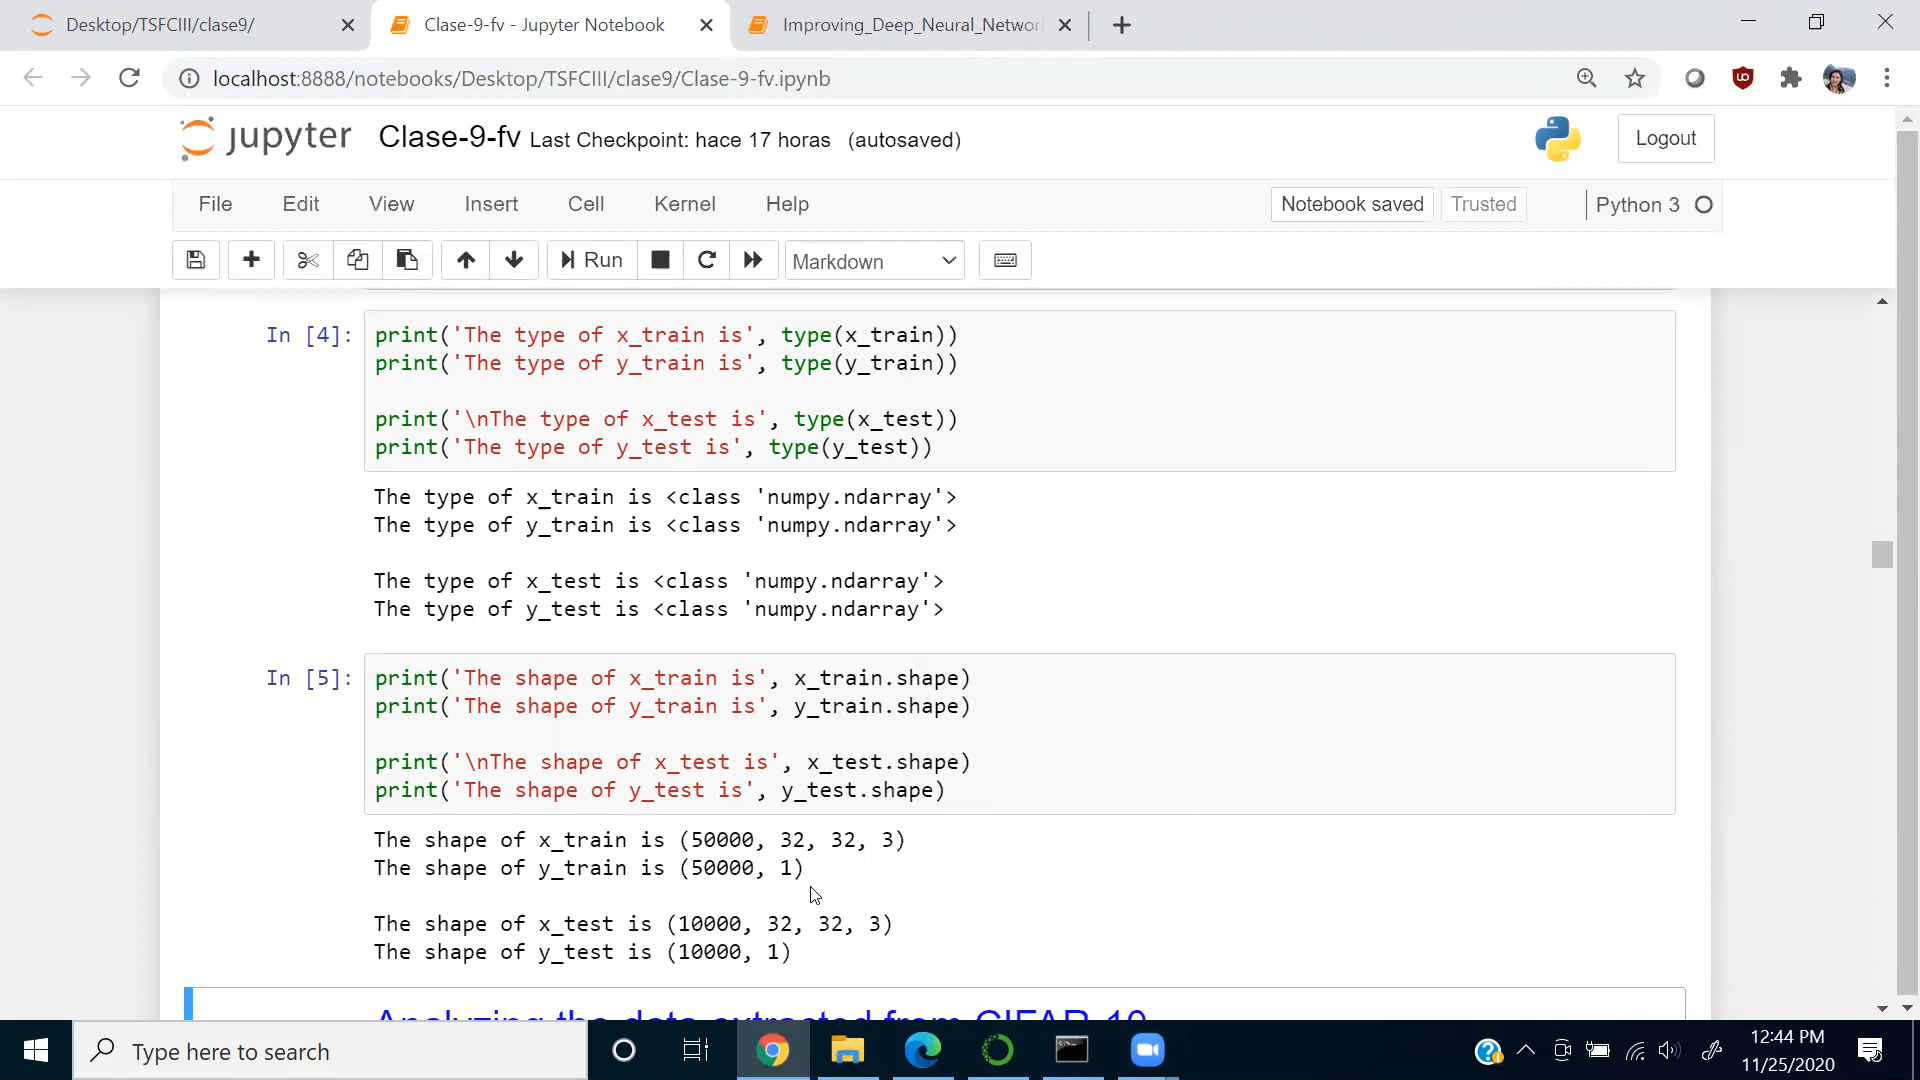 Desktop/TSFCIII/clase9/
Clase-9-fv - Jupyter Notebook
Improving_Deep_Neural_Networ
localhost:8888/notebooks/Desktop/TSFCIII/clase9/Clase-9-fv.ipynb
jupyter Clase-9-fv Last Checkpoint: hace 17 horas (autosaved)
Logout
File Edit View Insert Cell Kernel Help
Notebook saved Trusted Python 3
Run Markdown
In [4]: print('The type of x_train is', type(x_train))
print('The type of y_train is', type(y_train))
print('\nThe type of x_test is', type(x_test))
print('The type of y_test is', type(y_test))
The type of x_train is <class 'numpy.ndarray'>
The type of y_train is <class 'numpy.ndarray'>
The type of x_test is <class 'numpy.ndarray'>
The type of y_test is <class 'numpy.ndarray'>
In [5]: print('The shape of x_train is', x_train.shape)
print('The shape of y_train is', y_train.shape)
print('\nThe shape of x_test is', x_test.shape)
print('The shape of y_test is', y_test.shape)
The shape of x_train is (50000, 32, 32, 3)
The shape of y_train is (50000, 1)
The shape of x_test is (10000, 32, 32, 3)
The shape of y_test is (10000, 1)
Analyzing the data extracted from CIFAR-10
Type here to search
12:44 PM
11/25/2020